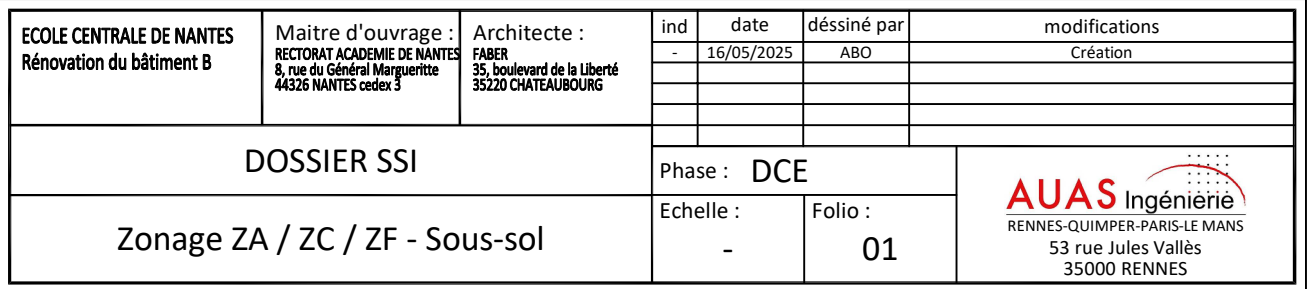 ECOLE CENTRALE DE NANTES
Rénovation du bâtiment B
Maitre d'ouvrage :
RECTORAT ACADEMIE DE NANTES
8, rue du Général Margueritte
44326 NANTES cedex 3
Architecte :
FABER
35, boulevard de la Liberté
35220 CHATEAUBOURG
ind date déssiné par modifications
- 16/05/2025 ABO Création
DOSSIER SSI
Phase : DCE
Zonage ZA / ZC / ZF - Sous-sol
Echelle :
-
Folio :
01
AUAS Ingénierie
RENNES-QUIMPER-PARIS-LE MANS
53 rue Jules Vallès
35000 RENNES